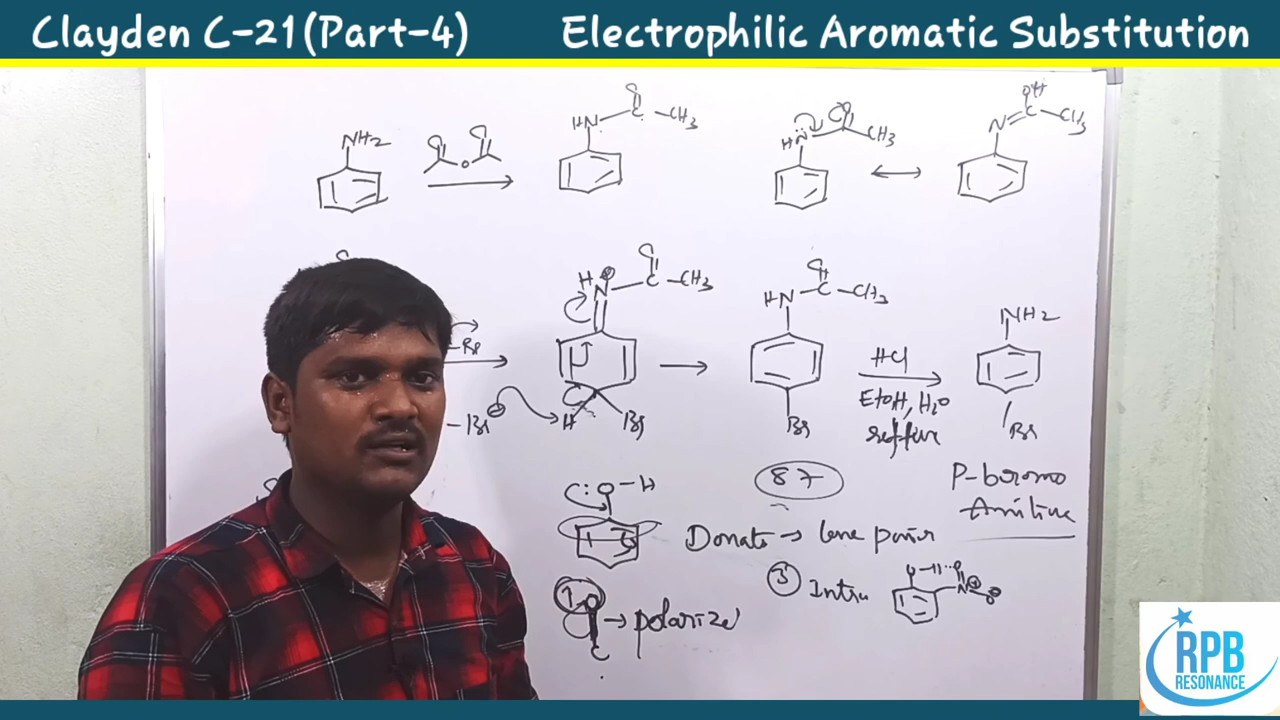 Clayden C-21(Part-4) Electrophilic Aromatic Substitution
NH2
O O
O
HN C -CH3
O
HN CH3
OH
N C CH3
H N C -CH3
O
HN C -CH3
NH2
-Br
HCl
EtOH, H2O
reflux
-Br
H Br
Br
Br
87
P-bromo
Aniline
O-H
Donate → lone pair
③ Intra
O-H O
N O
→ polarize
C
RPB
RESONANCE